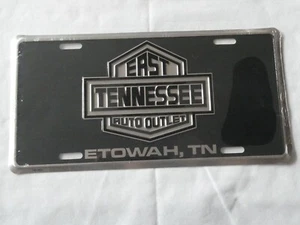 EAST
TENNESSEE
AUTO OUTLET
ETOWAH, TN